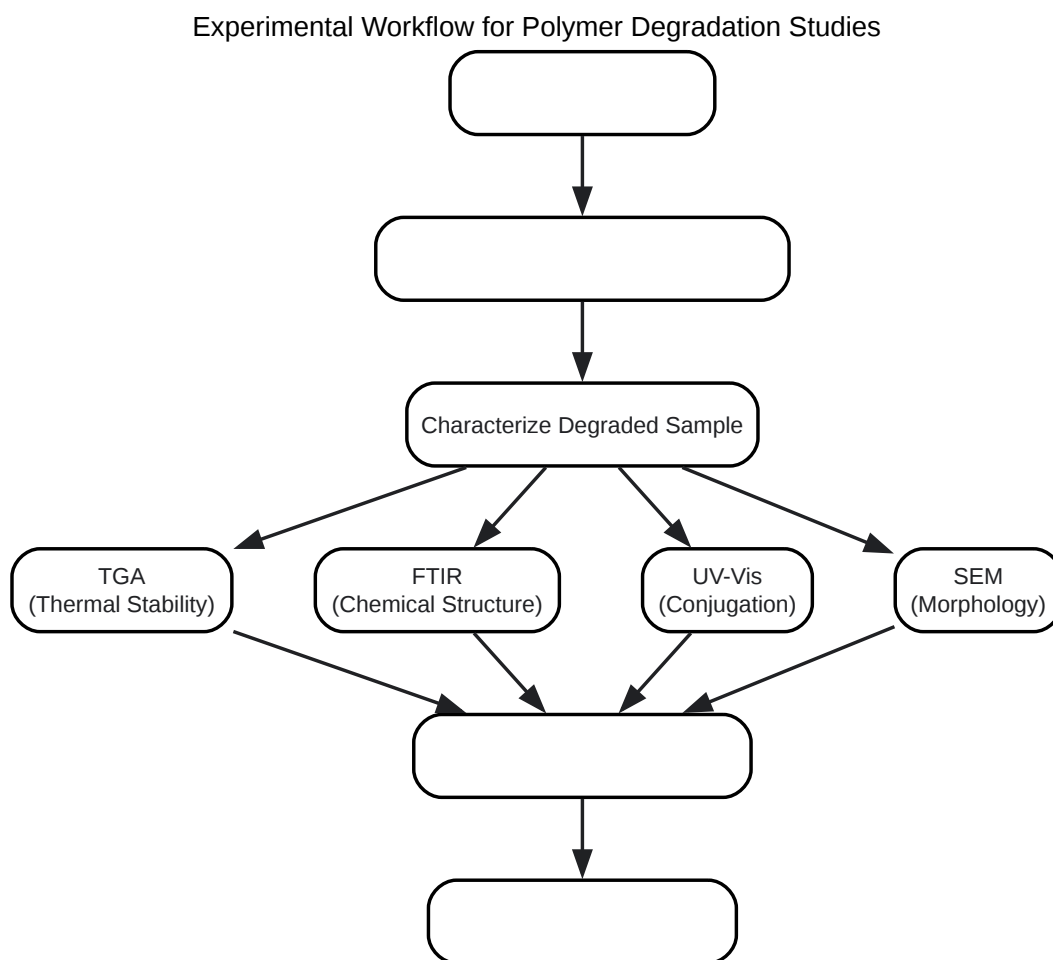 Experimental Workflow for Polymer Degradation Studies
Characterize Degraded Sample
TGA
(Thermal Stability)
FTIR
(Chemical Structure)
UV-Vis
(Conjugation)
SEM
(Morphology)